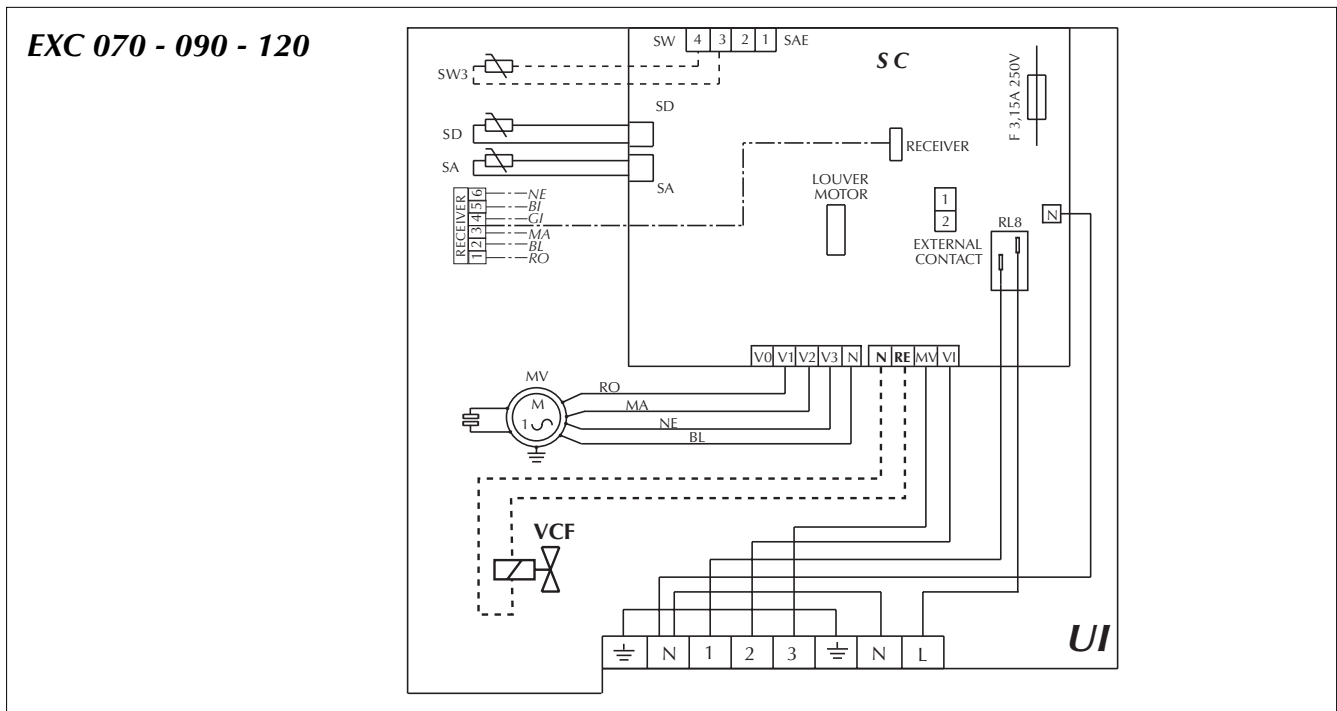 EXC 070 - 090 - 120
SW 4 3 2 1 SAE
S C
F 3,15A 250V
SW3
SD
SD
SA
SA
RECEIVER
LOUVER
MOTOR
1
2
EXTERNAL
CONTACT
RL8
N
RECEIVER
6 NE
5 BI
4 GI
3 MA
2 BL
1 RO
V0 V1 V2 V3 N N RE MV VI
MV
M
1
RO
MA
NE
BL
VCF
UI
N 1 2 3 N L